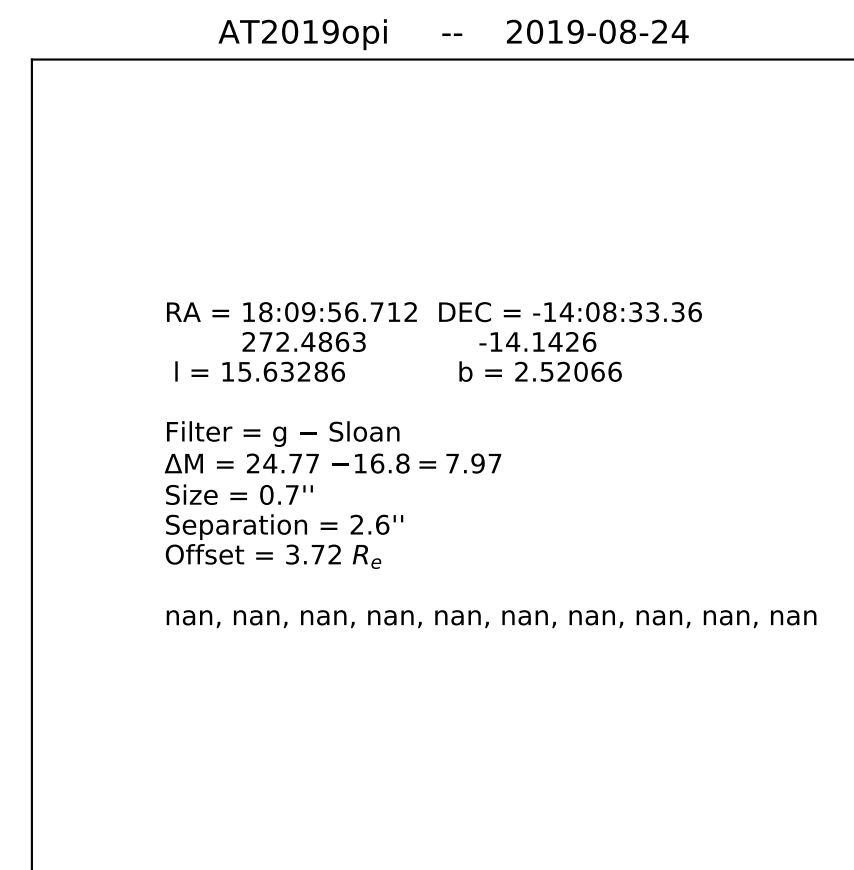 AT2019opi -- 2019-08-24
RA = 18:09:56.712 DEC = -14:08:33.36
272.4863 -14.1426
l = 15.63286 b = 2.52066
Filter = g − Sloan
ΔM = 24.77 −16.8 = 7.97
Size = 0.7''
Separation = 2.6''
Offset = 3.72 Re
nan, nan, nan, nan, nan, nan, nan, nan, nan, nan